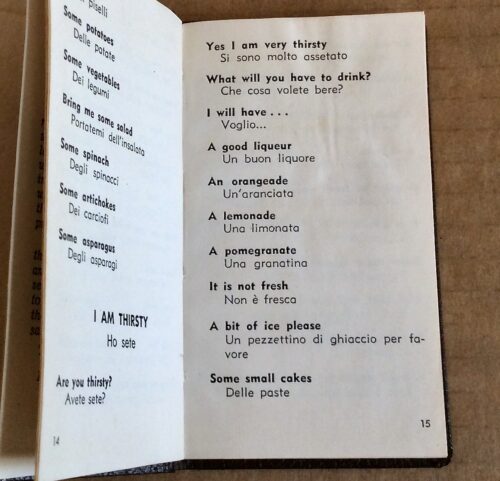 piselli
Some potatoes
Delle patate
Some vegetables
Dei legumi
Bring me some salad
Portatemi dell'insalata
Some spinach
Degli spinacci
Some artichokes
Dei carciofi
Some asparagus
Degli asparagi
I AM THIRSTY
Ho sete
Are you thirsty?
Avete sete?
14
Yes I am very thirsty
Sì sono molto assetato
What will you have to drink?
Che cosa volete bere?
I will have . . .
Voglio...
A good liqueur
Un buon liquore
An orangeade
Un'aranciata
A lemonade
Una limonata
A pomegranate
Una granatina
It is not fresh
Non è fresca
A bit of ice please
Un pezzettino di ghiaccio per fa-
vore
Some small cakes
Delle paste
15